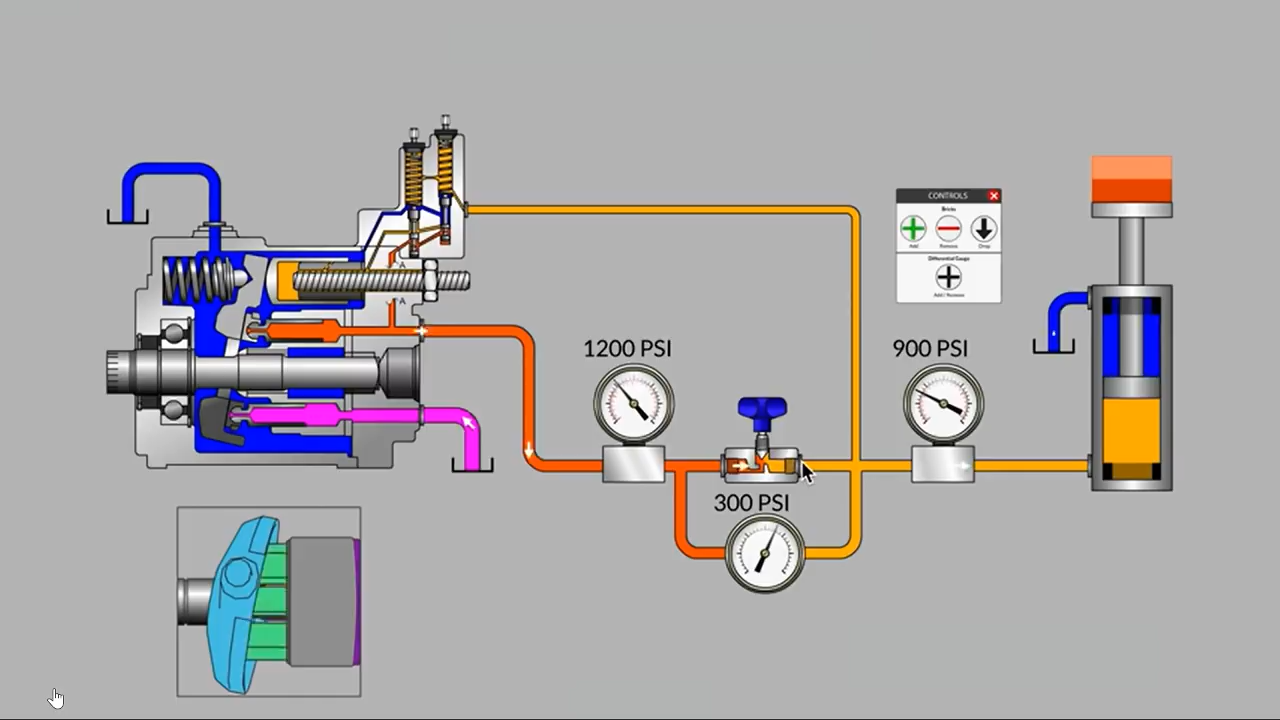 CONTROLS
Bricks
Add
Remove
Drop
Differential Gauge
Add / Remove
A
A
1200 PSI
900 PSI
300 PSI